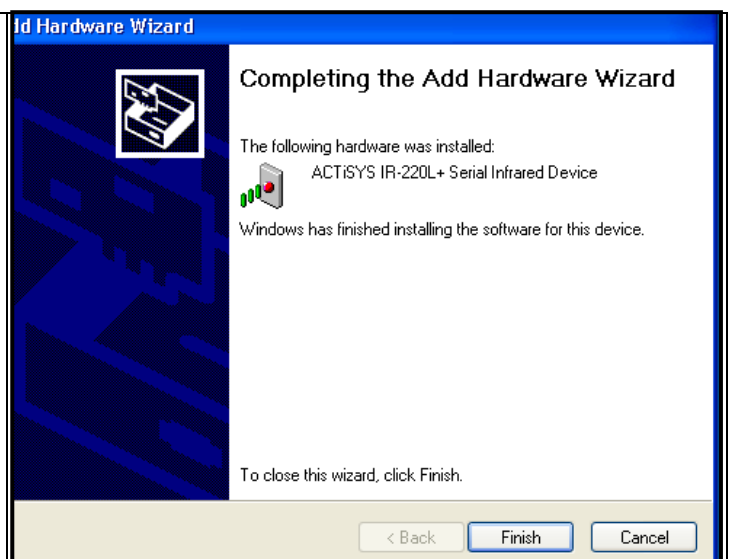 dd Hardware Wizard
Completing the Add Hardware Wizard
The following hardware was installed:
ACTiSYS IR-220L+ Serial Infrared Device
Windows has finished installing the software for this device.
To close this wizard, click Finish.
< Back Finish Cancel